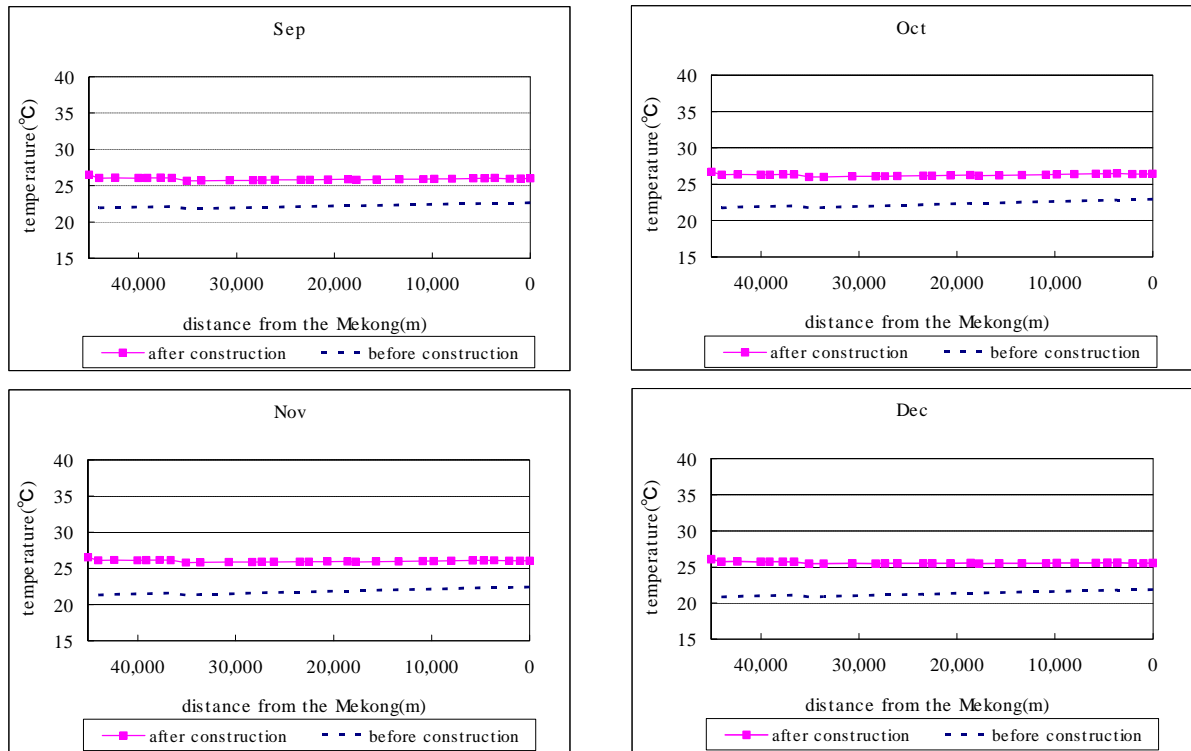 Sep
temperature(℃)
40
35
30
25
20
15
40,000 30,000 20,000 10,000 0
distance from the Mekong(m)
after construction before construction
Oct
temperature(℃)
40
35
30
25
20
15
40,000 30,000 20,000 10,000 0
distance from the Mekong(m)
after construction before construction
Nov
temperature(℃)
40
35
30
25
20
15
40,000 30,000 20,000 10,000 0
distance from the Mekong(m)
after construction before construction
Dec
temperature(℃)
40
35
30
25
20
15
40,000 30,000 20,000 10,000 0
distance from the Mekong(m)
after construction before construction